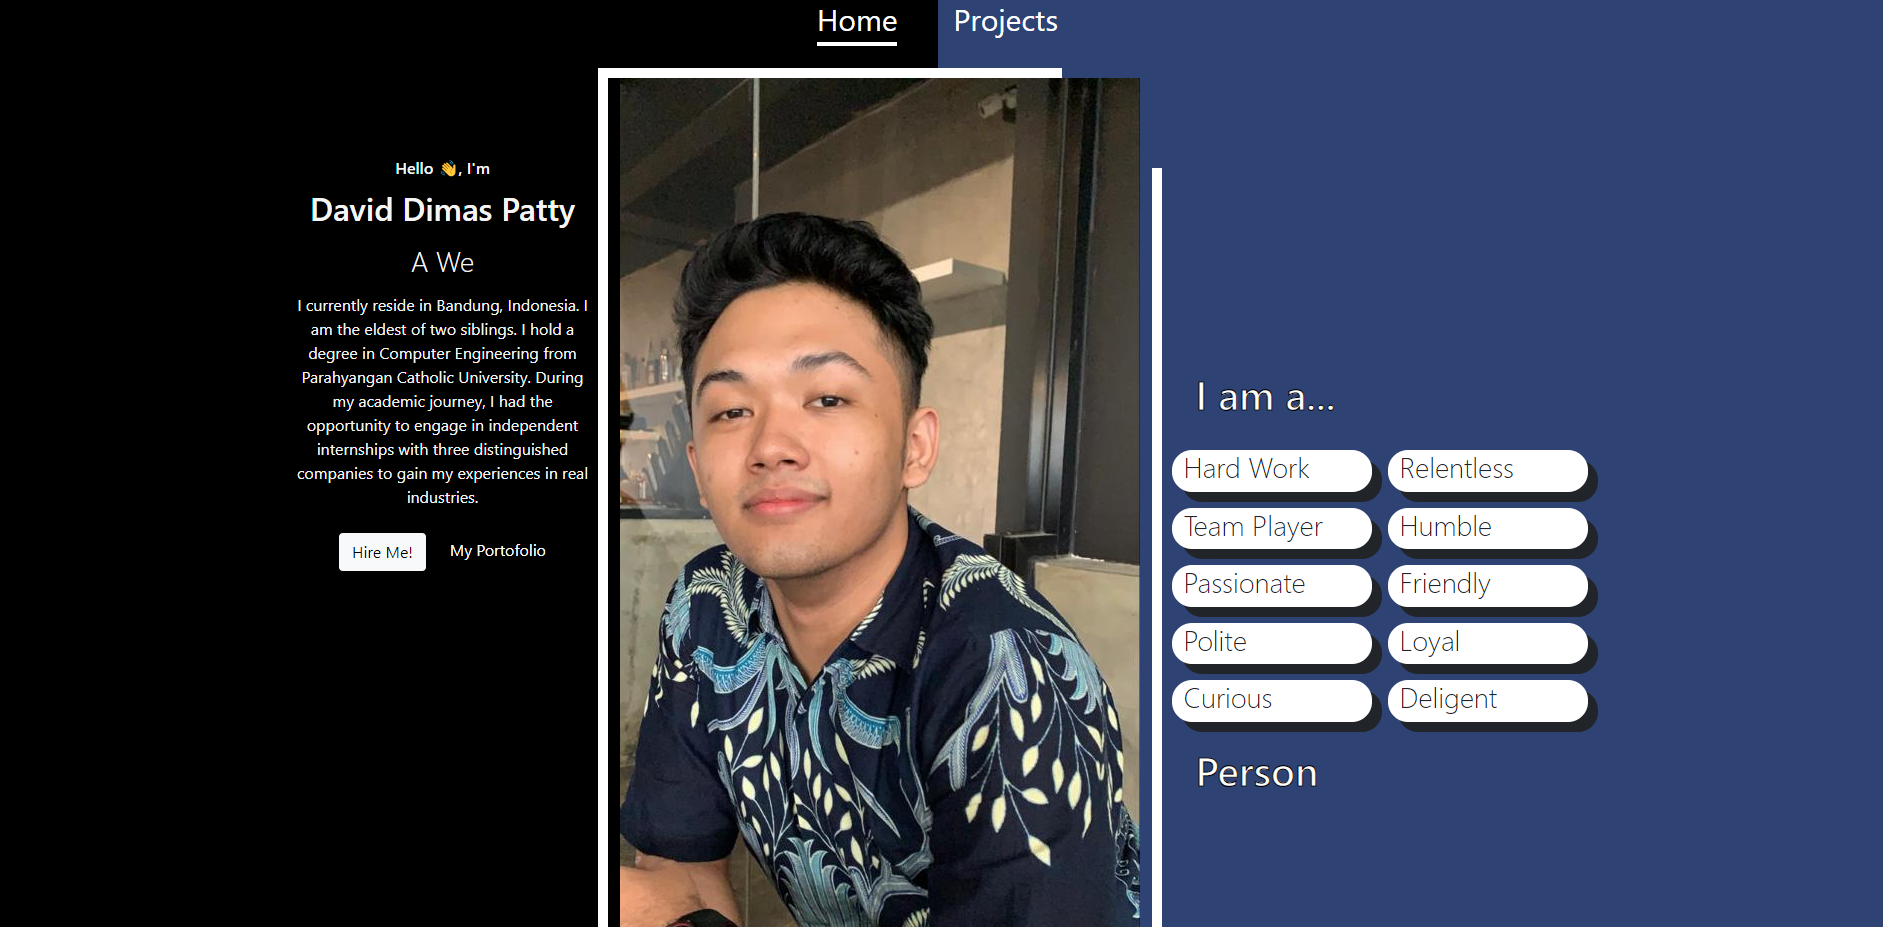 Home
Projects
Hello 👋, I'm
David Dimas Patty
A We
I currently reside in Bandung, Indonesia. I
am the eldest of two siblings. I hold a
degree in Computer Engineering from
Parahyangan Catholic University. During
my academic journey, I had the
opportunity to engage in independent
internships with three distinguished
companies to gain my experiences in real
industries.
Hire Me!
My Portofolio
I am a...
Hard Work
Relentless
Team Player
Humble
Passionate
Friendly
Polite
Loyal
Curious
Deligent
Person